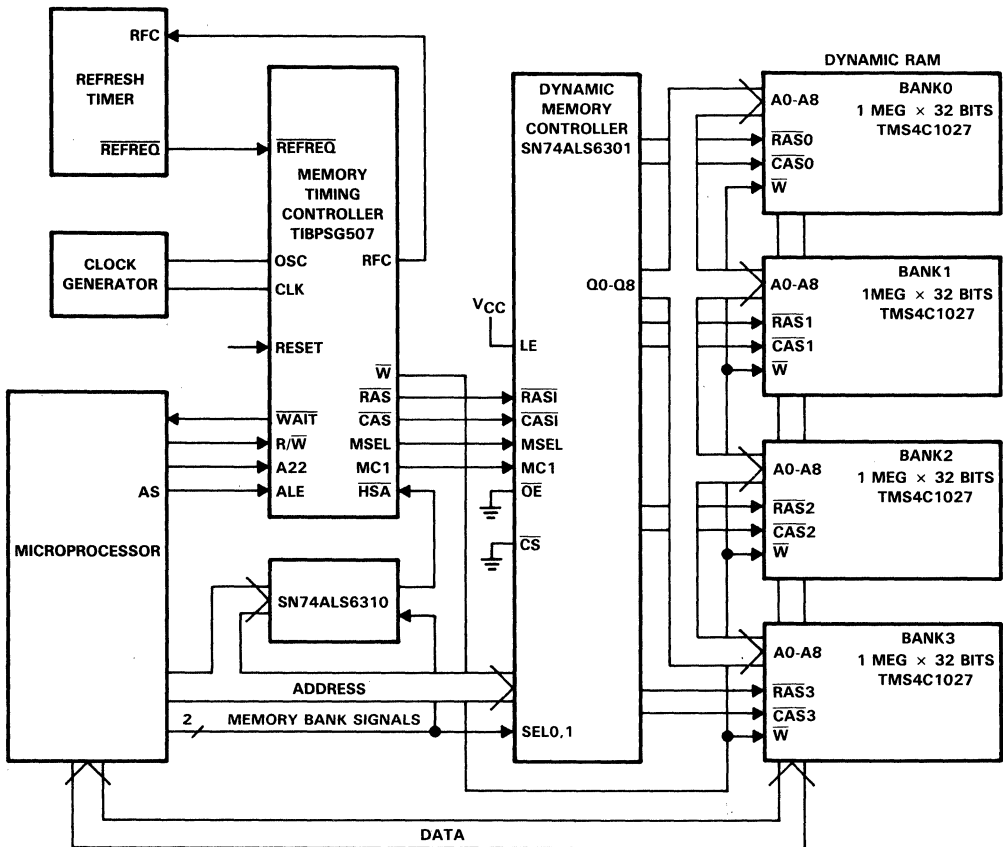 RFC
REFRESH
TIMER
REFREQ
REFREQ
MEMORY
TIMING
CONTROLLER
TIBPSG507
CLOCK
GENERATOR
OSC
RFC
CLK
RESET
W
RAS
CAS
MSEL
MC1
HSA
WAIT
R/W
A22
ALE
AS
MICROPROCESSOR
SN74ALS6310
ADDRESS
2
MEMORY BANK SIGNALS
DYNAMIC
MEMORY
CONTROLLER
SN74ALS6301
Q0-Q8
VCC
LE
RASI
CASI
MSEL
MC1
OE
CS
SEL0,1
DYNAMIC RAM
BANK0
A0-A8
1 MEG × 32 BITS
TMS4C1027
RAS0
CAS0
W
BANK1
A0-A8
1MEG × 32 BITS
TMS4C1027
RAS1
CAS1
W
BANK2
A0-A8
1 MEG × 32 BITS
TMS4C1027
RAS2
CAS2
W
BANK3
A0-A8
1 MEG × 32 BITS
TMS4C1027
RAS3
CAS3
W
DATA